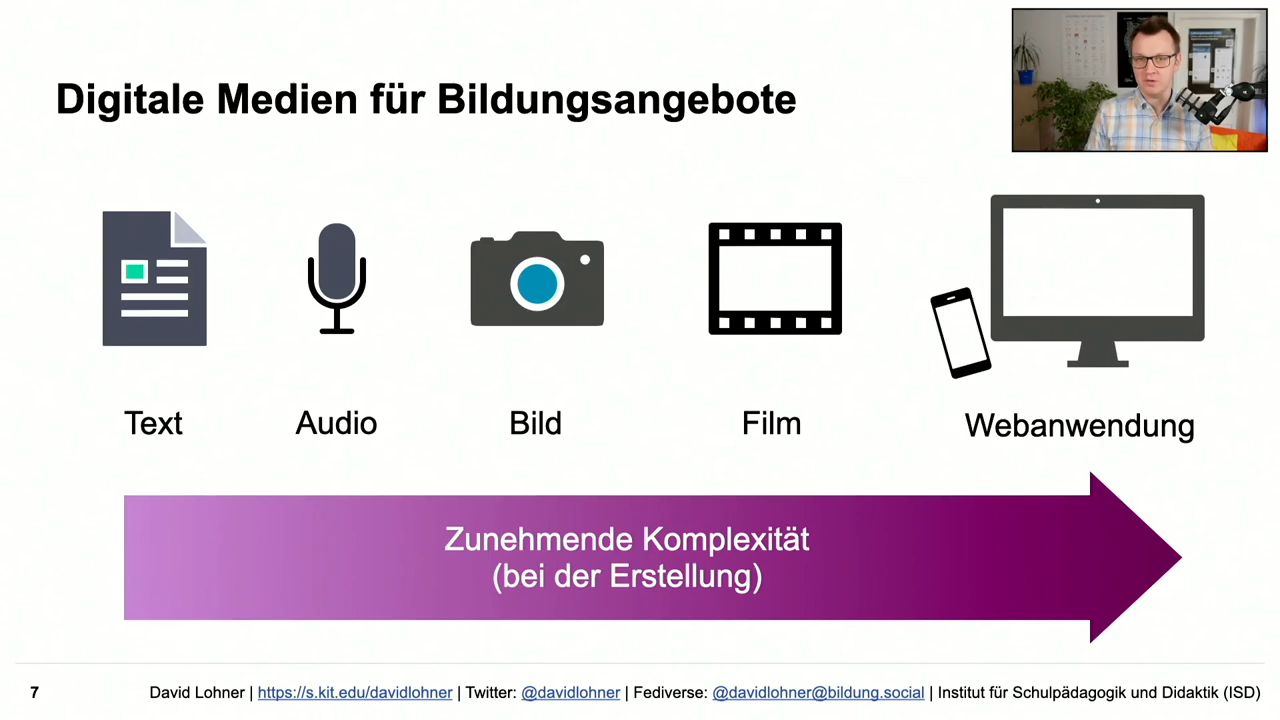 Digitale Medien für Bildungsangebote
Text
Audio
Bild
Film
Webanwendung
Zunehmende Komplexität
(bei der Erstellung)
7
David Lohner | https://s.kit.edu/davidlohner | Twitter: @davidlohner | Fediverse: @davidlohner@bildung.social | Institut für Schulpädagogik und Didaktik (ISD)